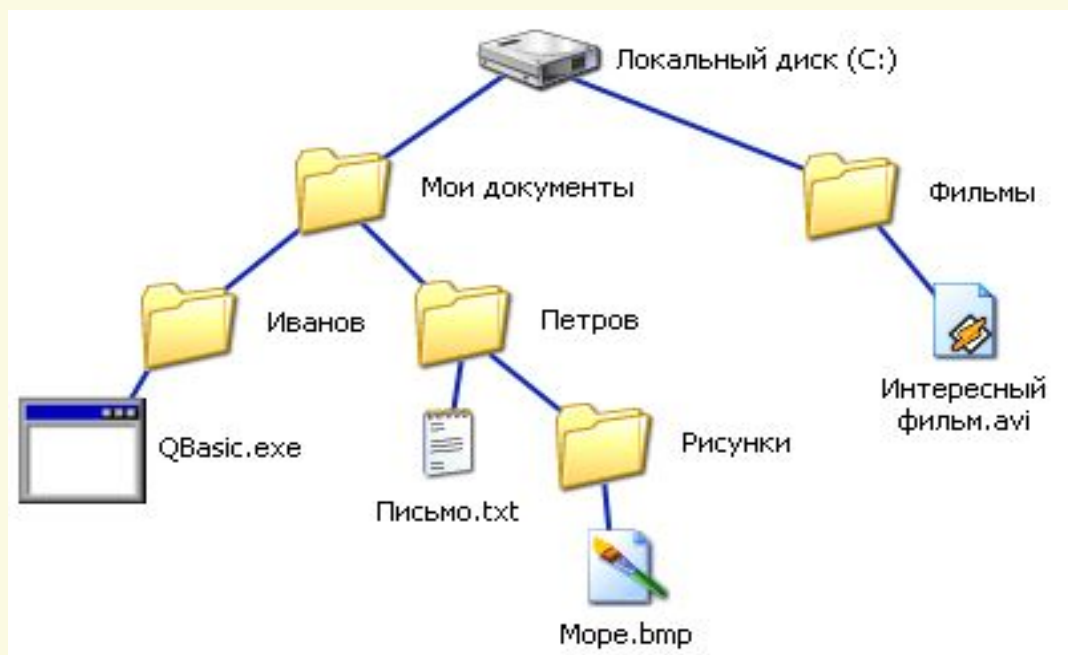 Локальный диск (C:)
Мои документы
Фильмы
Иванов
Петров
Интересный
фильм.avi
QBasic.exe
Рисунки
Письмо.txt
Море.bmp